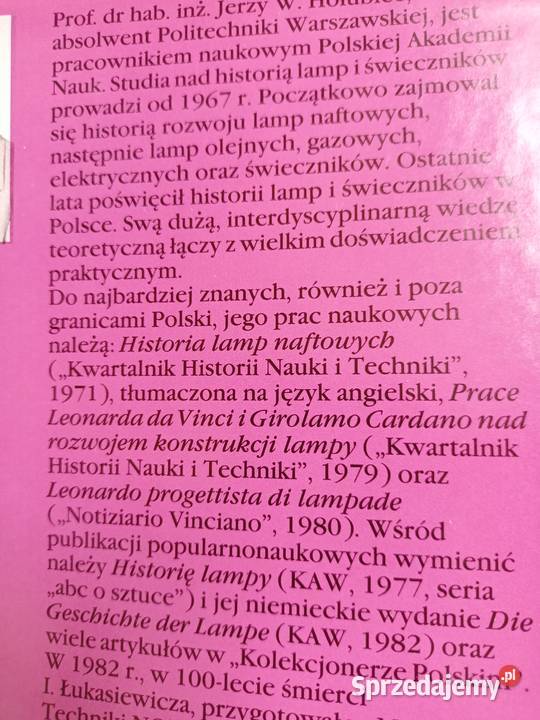 Prof. dr hab. inż. Jerzy W.
absolwent Politechniki Warszawskiej, jest
pracownikiem naukowym Polskiej Akademii
Nauk. Studia nad historią lamp i świeczników
prowadzi od 1967 r. Początkowo zajmował
się historią rozwoju lamp naftowych,
następnie lamp olejnych, gazowych,
elektrycznych oraz świeczników. Ostatnie
lata poświęcił historii lamp i świeczników w
Polsce. Swą dużą, interdyscyplinarną wiedzę
teoretyczną łączy z wielkim doświadczeniem
praktycznym.
Do najbardziej znanych, również i poza
granicami Polski, jego prac naukowych
należą: Historia lamp naftowych
(„Kwartalnik Historii Nauki i Techniki”,
1971), tłumaczona na język angielski, Prace
Leonarda da Vinci i Girolamo Cardano nad
rozwojem konstrukcji lampy („Kwartalnik
Historii Nauki i Techniki”, 1979) oraz
Leonardo progettista di lampade
(„Notiziario Vinciano”, 1980). Wśród
publikacji popularnonaukowych wymienić
należy Historię lampy (KAW, 1977, seria
„abc o sztuce”) i jej niemieckie wydanie Die
Geschichte der Lampe (KAW, 1982) oraz
wiele artykułów w „Kolekcjonerze Polskim”.
W 1982 r., w 100-lecie śmierci
I. Łukasiewicza,
Techniki
Sprzedajemy.pl